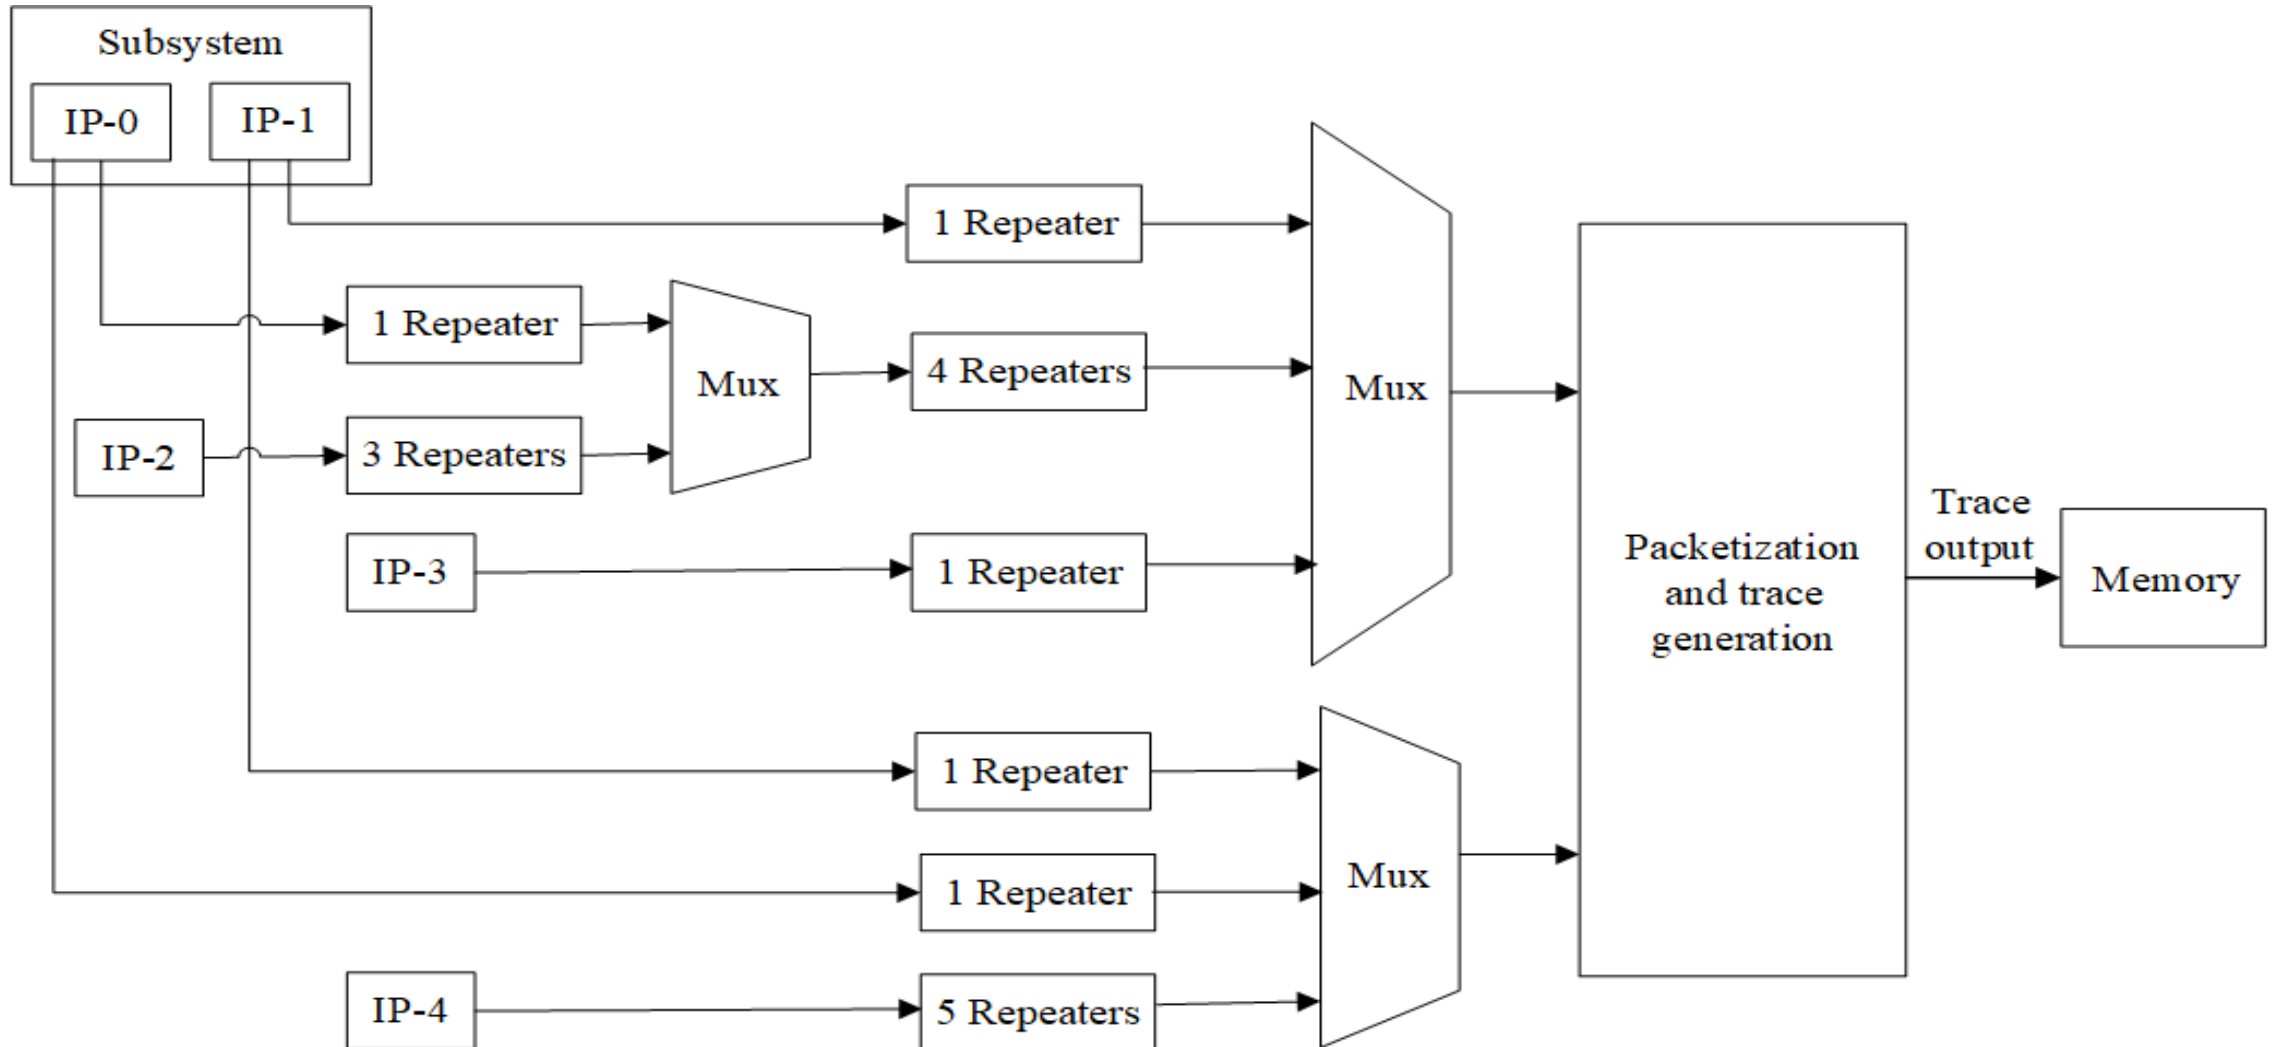 Subsystem
IP-0
IP-1
1 Repeater
1 Repeater
Mux
4 Repeaters
Mux
IP-2
3 Repeaters
IP-3
1 Repeater
Packetization
and trace
generation
Trace
output
Memory
1 Repeater
1 Repeater
Mux
IP-4
5 Repeaters